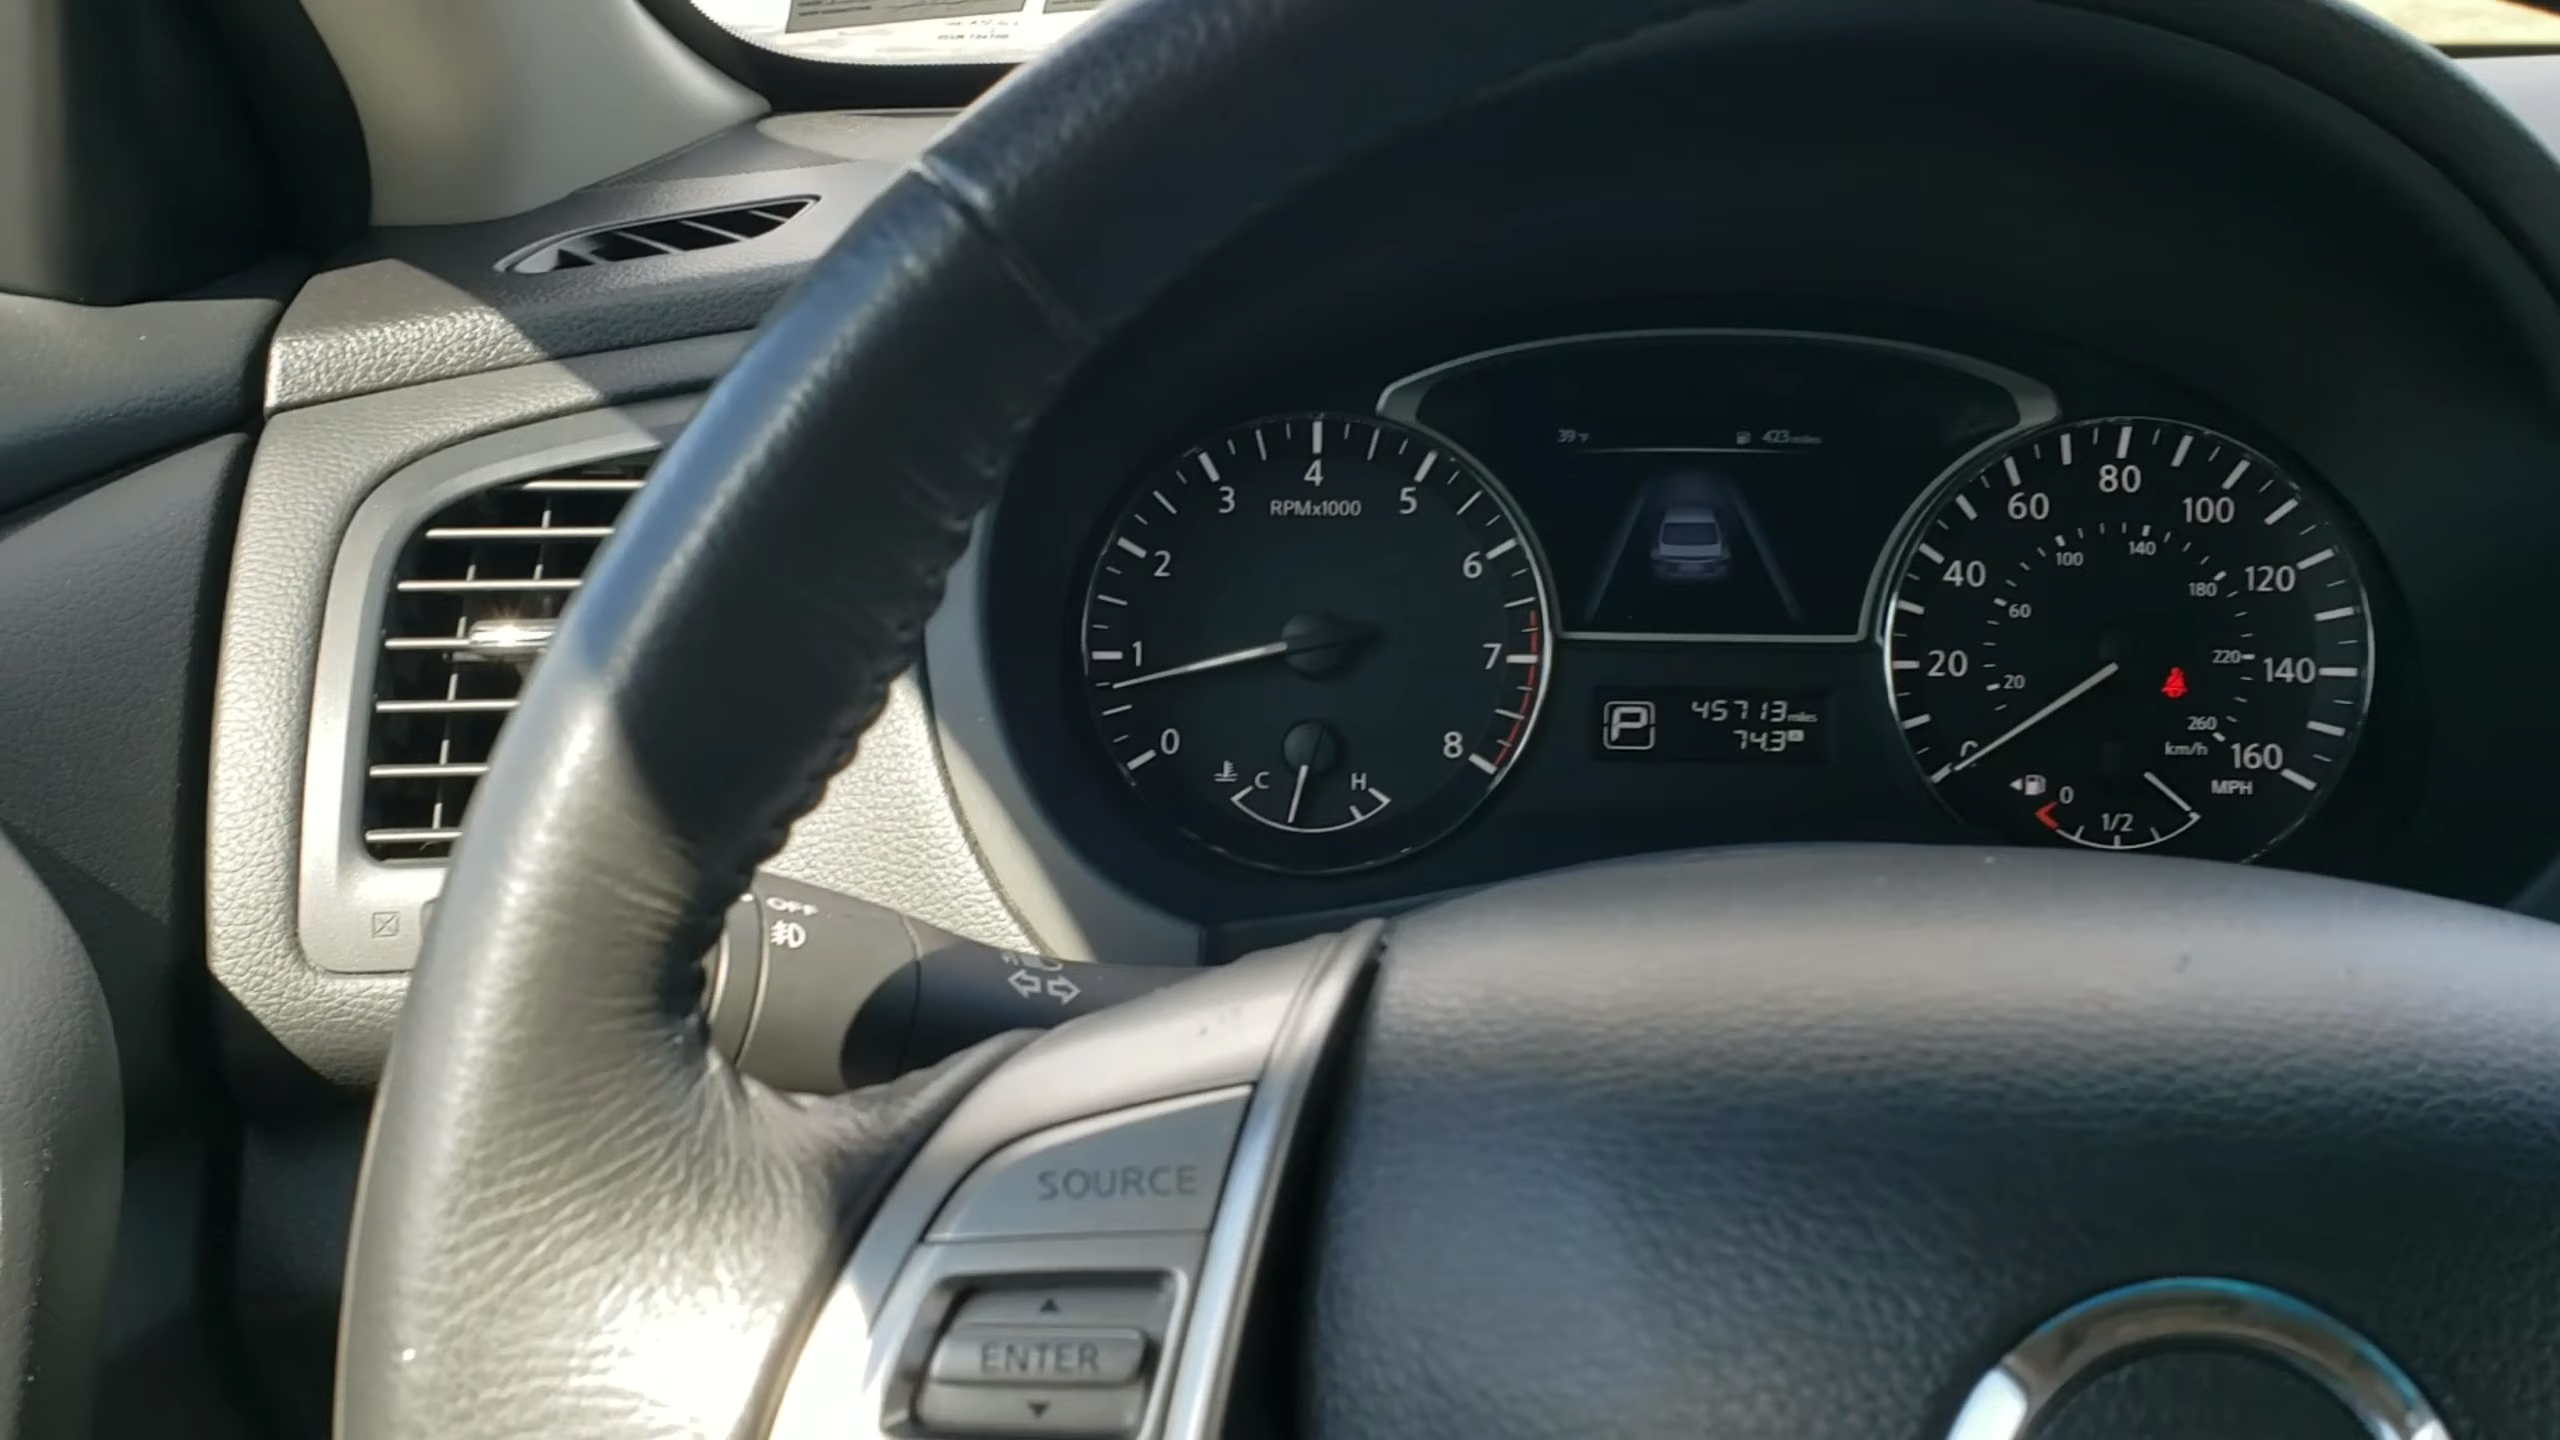 39°F 423 miles
4
3 5
RPMx1000
2 6
1 7
0 8
C H
P 45713 miles
74.3 A
80
60 100
100 140
40 120
60 180
20 220 140
20
260
km/h 160
MPH
0
1/2
OFF
SOURCE
ENTER